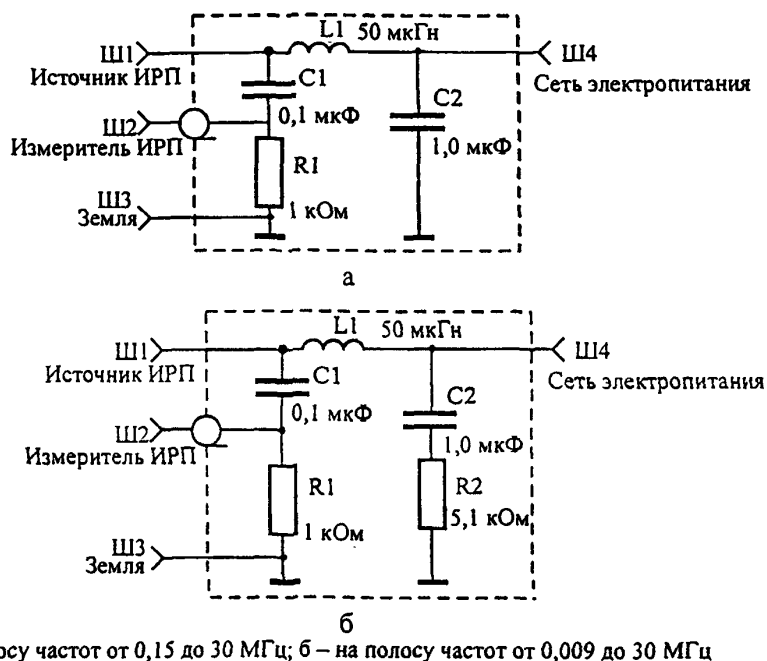 Ш1
L1 50 мкГн
Ш4
Источник ИРП
C1
Сеть электропитания
0,1 мкФ
C2
Ш2
Измеритель ИРП
1,0 мкФ
R1
Ш3
Земля
1 кОм
а
L1 50 мкГн
Ш1
Ш4
Источник ИРП
C1
Сеть электропитания
0,1 мкФ
C2
Ш2
Измеритель ИРП
1,0 мкФ
R1
R2
1 кОм
5,1 кОм
Ш3
Земля
б
частот от 0,15 до 30 МГц; б – на полосу частот от 0,009 до 30 МГц